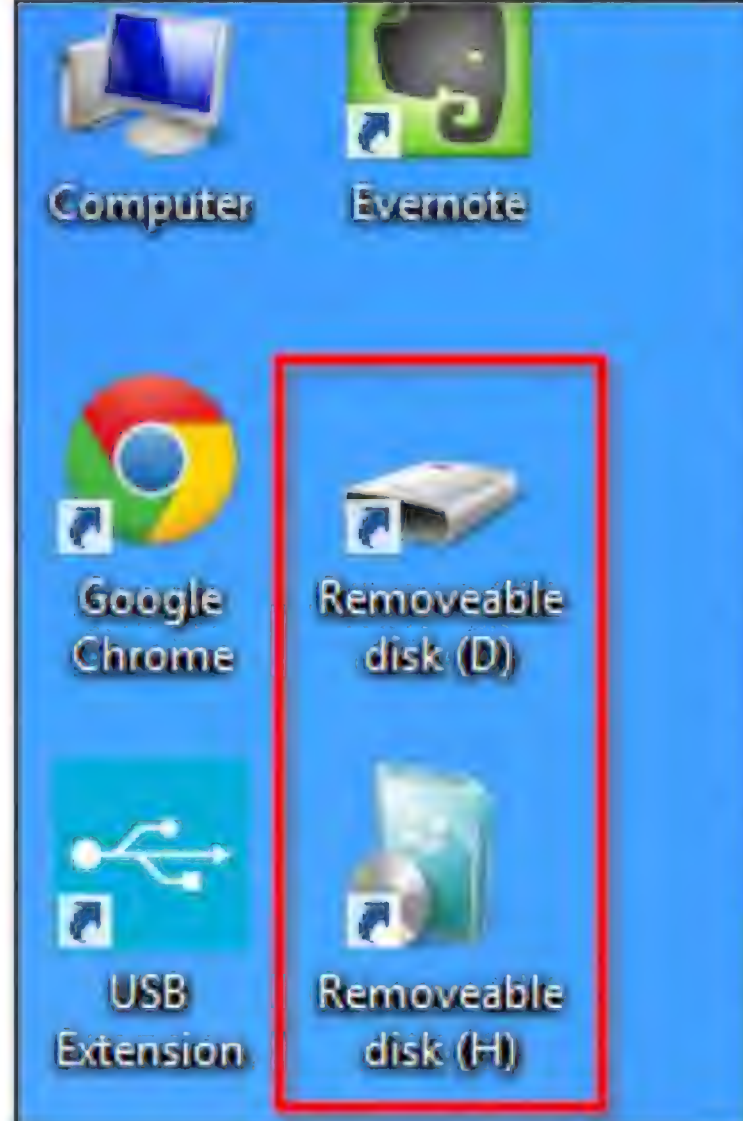 Computer
Evernote
Google
Chrome
Removeable
disk (D)
USB
Extension
Removeable
disk (H)